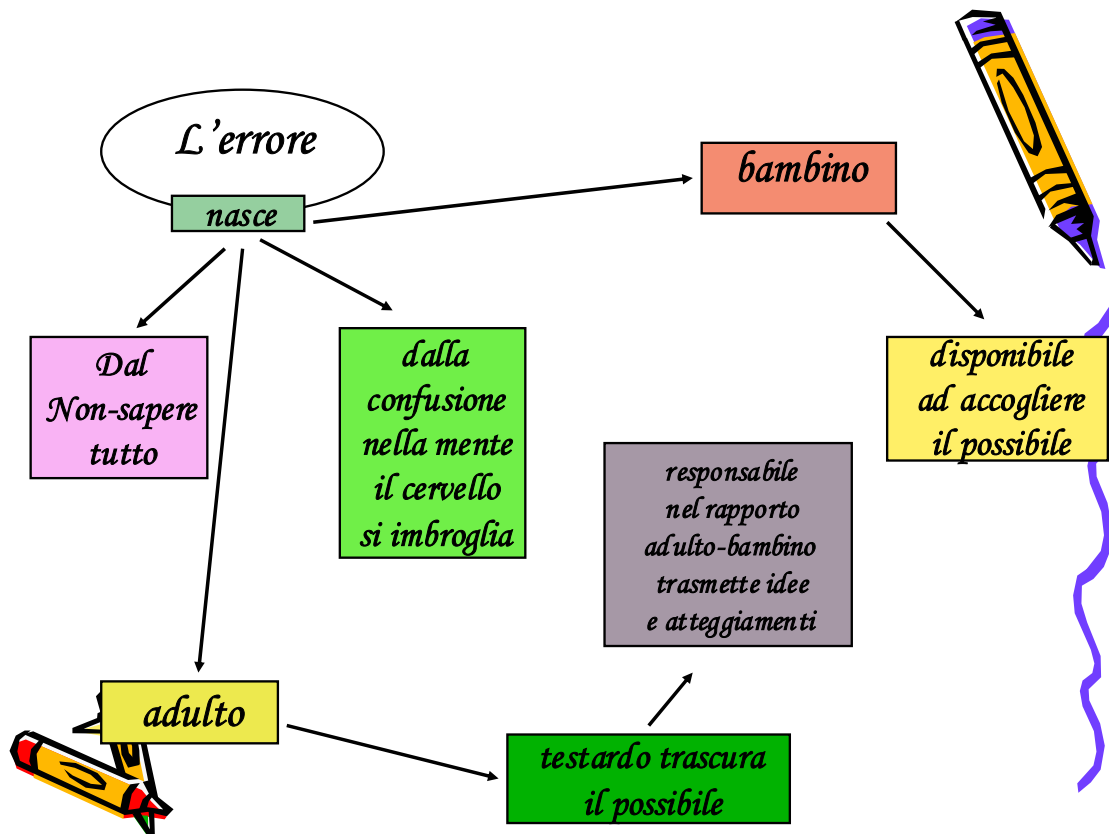 L'errore
nasce
bambino
Dal
Non-sapere
tutto
dalla
confusione
nella mente
il cervello
si imbroglia
disponibile
ad accogliere
il possibile
responsabile
nel rapporto
adulto-bambino
trasmette idee
e atteggiamenti
adulto
testardo trascura
il possibile